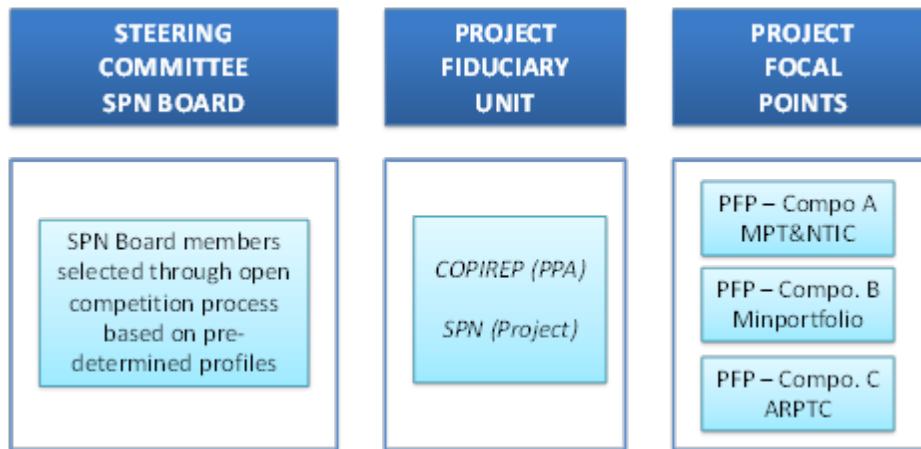 STEERING
COMMITTEE
SPN BOARD
PROJECT
FIDUCIARY
UNIT
PROJECT
FOCAL
POINTS
SPN Board members
selected through open
competition process
based on pre-
determined profiles
COPIREP (PPA)
SPN (Project)
PFP – Compo A
MPT&NTIC
PFP – Compo. B
Minportfolio
PFP – Compo. C
ARPTC